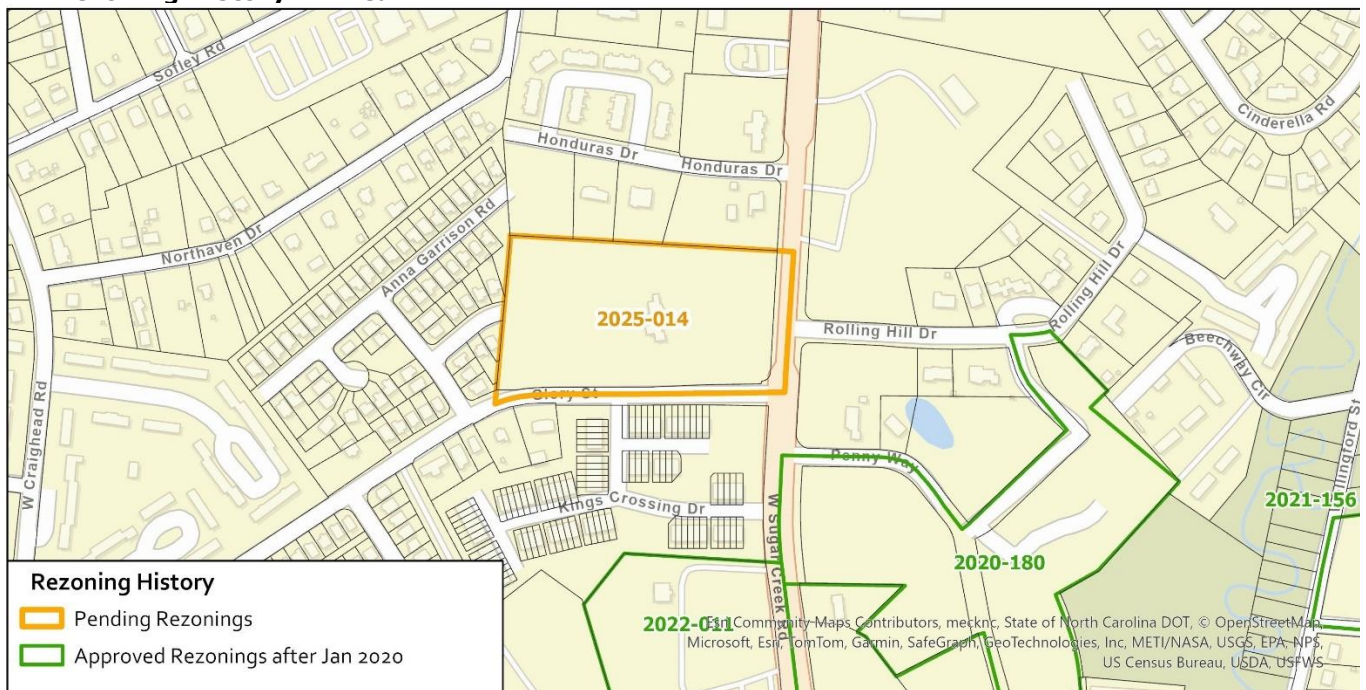 Sofley Rd
Cinderella Rd
Honduras Dr
Honduras Dr
Northaven Dr
Anna Garrison Rd
Rolling Hill Dr
2025-014
Rolling Hill Dr
Beechway Cir
W Craighead Rd
Glory St
Penny Way
2021-156
Kings Crossing Dr
W Sugar Creek Rd
2020-180
2022-011
Rezoning History
Pending Rezonings
Approved Rezonings after Jan 2020
Esri Community Maps Contributors, mecknc, State of North Carolina DOT, © OpenStreetMap,
Microsoft, Esri, TomTom, Garmin, SafeGraph, GeoTechnologies, Inc, METI/NASA, USGS, EPA, NPS,
US Census Bureau, USDA, USFWS